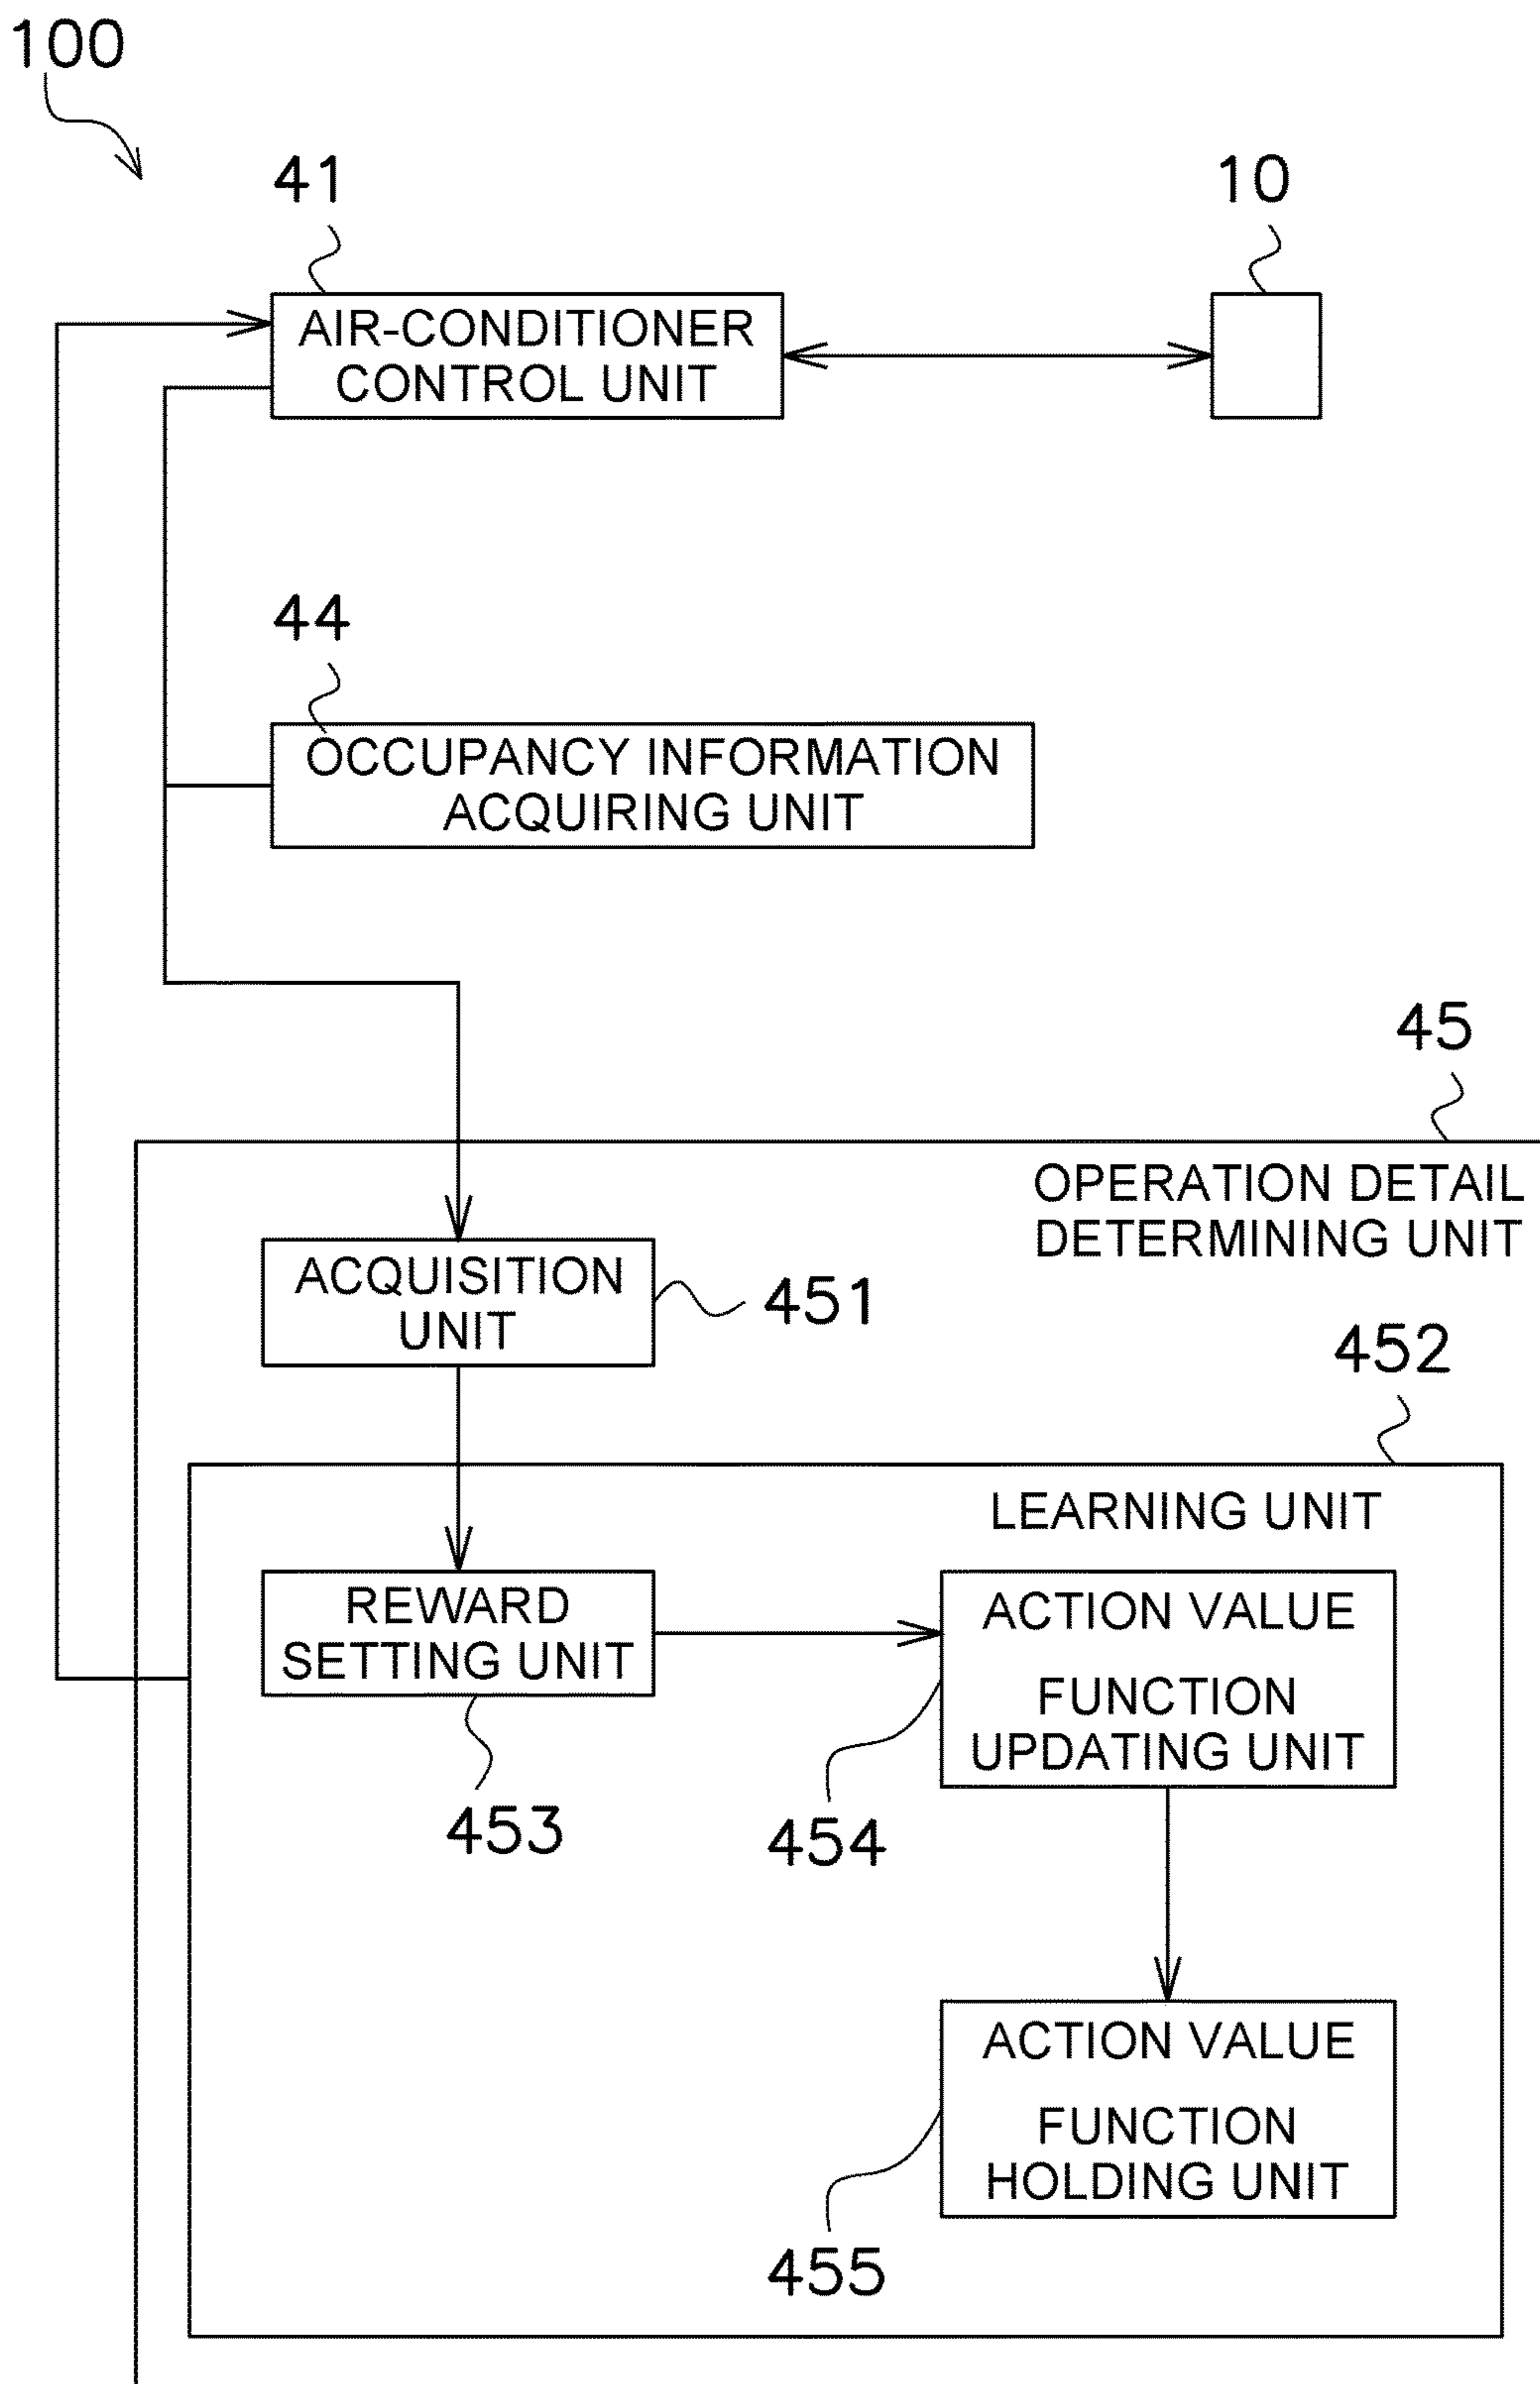 100
41
10
AIR-CONDITIONER
CONTROL UNIT
44
OCCUPANCY INFORMATION
ACQUIRING UNIT
45
OPERATION DETAIL
DETERMINING UNIT
ACQUISITION
UNIT
451
452
LEARNING UNIT
REWARD
SETTING UNIT
453
ACTION VALUE
FUNCTION
UPDATING UNIT
454
ACTION VALUE
FUNCTION
HOLDING UNIT
455